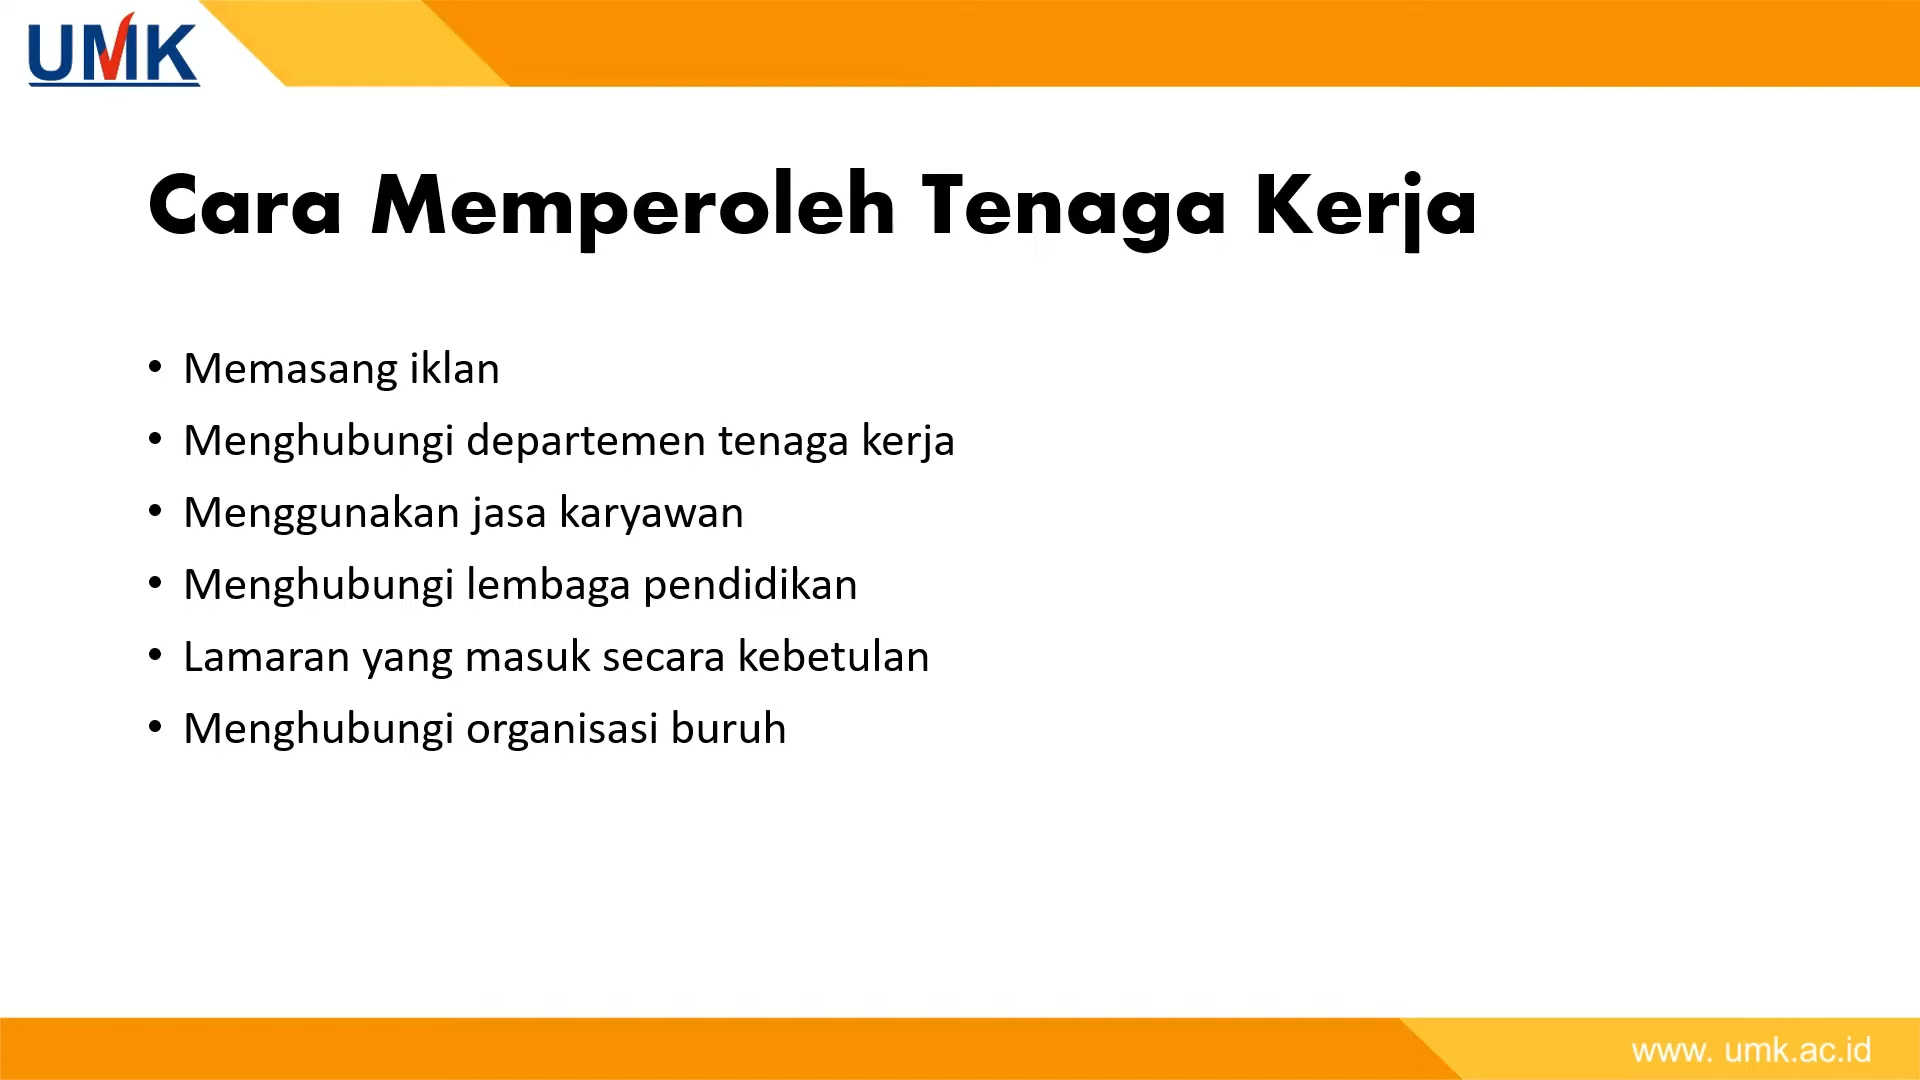 UMK
Cara Memperoleh Tenaga Kerja
• Memasang iklan
• Menghubungi departemen tenaga kerja
• Menggunakan jasa karyawan
• Menghubungi lembaga pendidikan
• Lamaran yang masuk secara kebetulan
• Menghubungi organisasi buruh
www. umk.ac.id